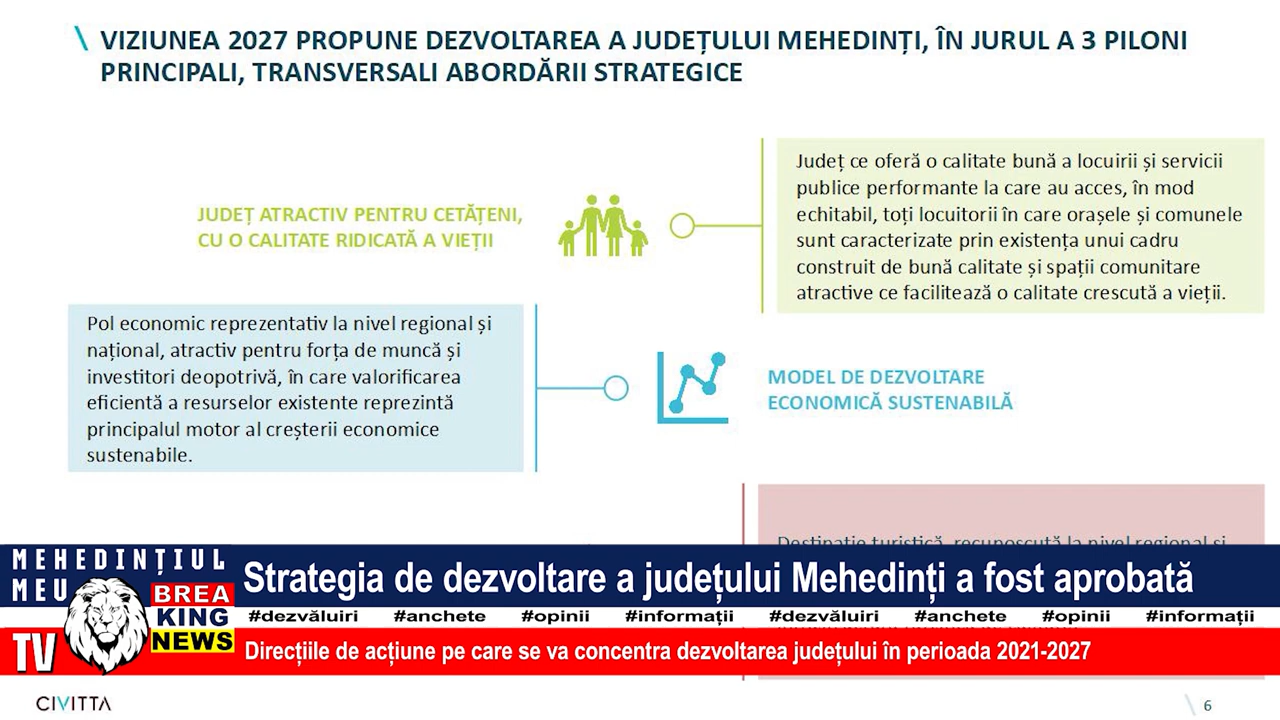 VIZIUNEA 2027 PROPUNE DEZVOLTAREA A JUDEȚULUI MEHEDINȚI, ÎN JURUL A 3 PILONI
PRINCIPALI, TRANSVERSALI ABORDĂRII STRATEGICE
JUDEȚ ATRACTIV PENTRU CETĂȚENI,
CU O CALITATE RIDICATĂ A VIEȚII
Județ ce oferă o calitate bună a locuirii și servicii
publice performante la care au acces, în mod
echitabil, toți locuitorii în care orașele și comunele
sunt caracterizate prin existența unui cadru
construit de bună calitate și spații comunitare
atractive ce facilitează o calitate crescută a vieții.
Pol economic reprezentativ la nivel regional și
național, atractiv pentru forța de muncă și
investitori deopotrivă, în care valorificarea
eficientă a resurselor existente reprezintă
principalul motor al creșterii economice
sustenabile.
MODEL DE DEZVOLTARE
ECONOMICĂ SUSTENABILĂ
Destinație turistică, recunoscută la nivel regional și
MEHEDINȚIUL
MEU
TV
BREA
KING
NEWS
Strategia de dezvoltare a județului Mehedinți a fost aprobată
#dezvăluiri #anchete #opinii #informații #dezvăluiri #anchete #opinii #informații
Direcțiile de acțiune pe care se va concentra dezvoltarea județului în perioada 2021-2027
CIVITTA
6